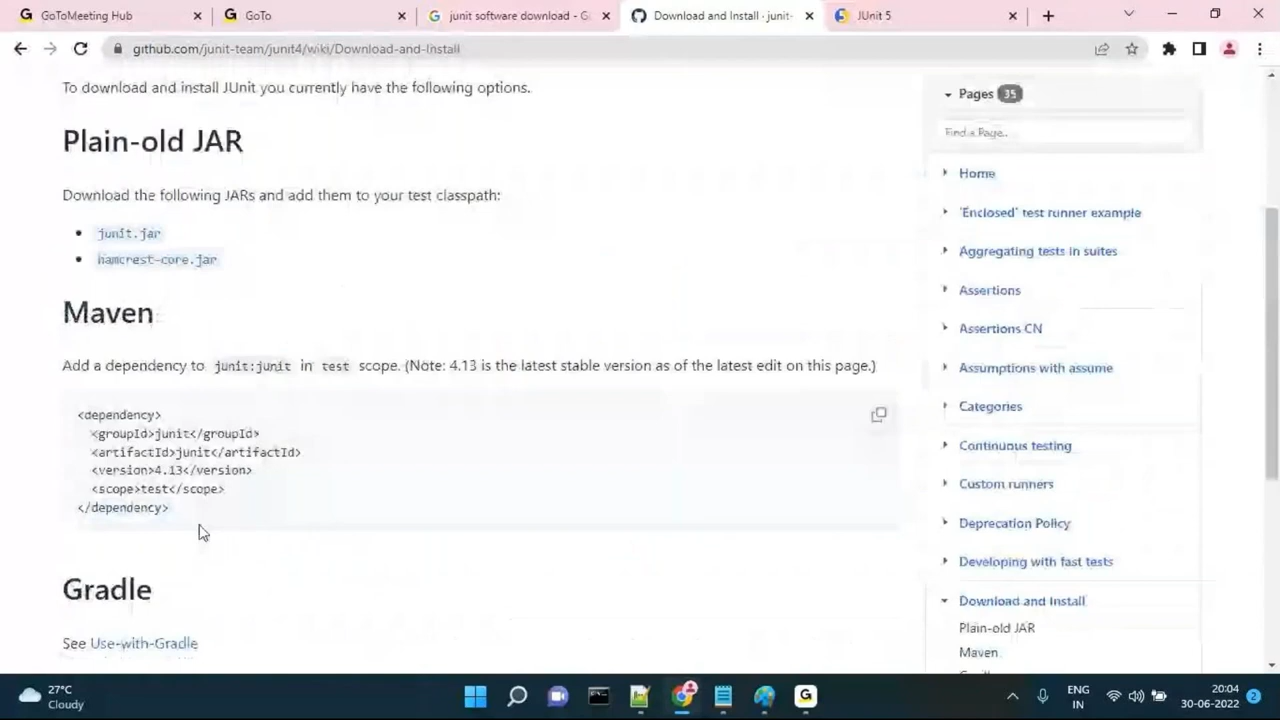 GoToMeeting Hub
GoTo
junit software download - G
Download and Install · junit-
JUnit 5
github.com/junit-team/junit4/wiki/Download-and-Install
To download and install JUnit you currently have the following options.
Plain-old JAR
Download the following JARs and add them to your test classpath:
junit.jar
hamcrest-core.jar
Maven
Add a dependency to junit:junit in test scope. (Note: 4.13 is the latest stable version as of the latest edit on this page.)
<dependency>
<groupId>junit</groupId>
<artifactId>junit</artifactId>
<version>4.13</version>
<scope>test</scope>
</dependency>
Gradle
See Use-with-Gradle
Pages 35
Find a Page...
Home
'Enclosed' test runner example
Aggregating tests in suites
Assertions
Assertions CN
Assumptions with assume
Categories
Continuous testing
Custom runners
Deprecation Policy
Developing with fast tests
Download and Install
Plain-old JAR
Maven
27°C
Cloudy
ENG
IN
20:04
30-06-2022
2